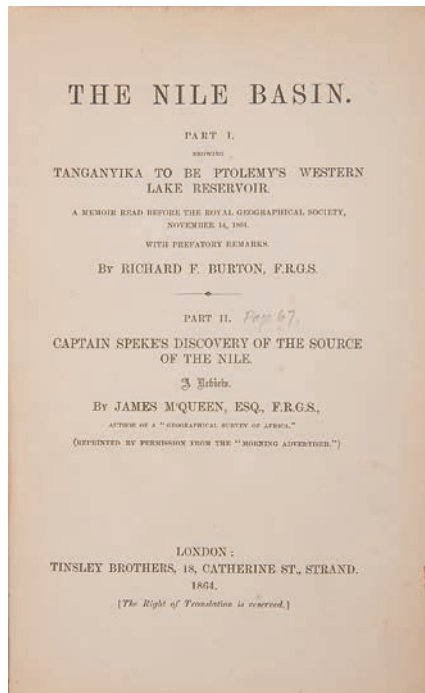 THE NILE BASIN.
PART I.
SHOWING
TANGANYIKA TO BE PTOLEMY'S WESTERN
LAKE RESERVOIR.
A MEMOIR READ BEFORE THE ROYAL GEOGRAPHICAL SOCIETY,
NOVEMBER 14, 1864.
WITH PREFATORY REMARKS.
By RICHARD F. BURTON, F.R.G.S.
PART II. Page 67.
CAPTAIN SPEKE'S DISCOVERY OF THE SOURCE
OF THE NILE.
A Review.
By JAMES M'QUEEN, ESQ., F.R.G.S.,
AUTHOR OF A "GEOGRAPHICAL SURVEY OF AFRICA."
(REPRINTED BY PERMISSION FROM THE "MORNING ADVERTISER.")
LONDON:
TINSLEY BROTHERS, 18, CATHERINE ST., STRAND.
1864.
[The Right of Translation is reserved.]